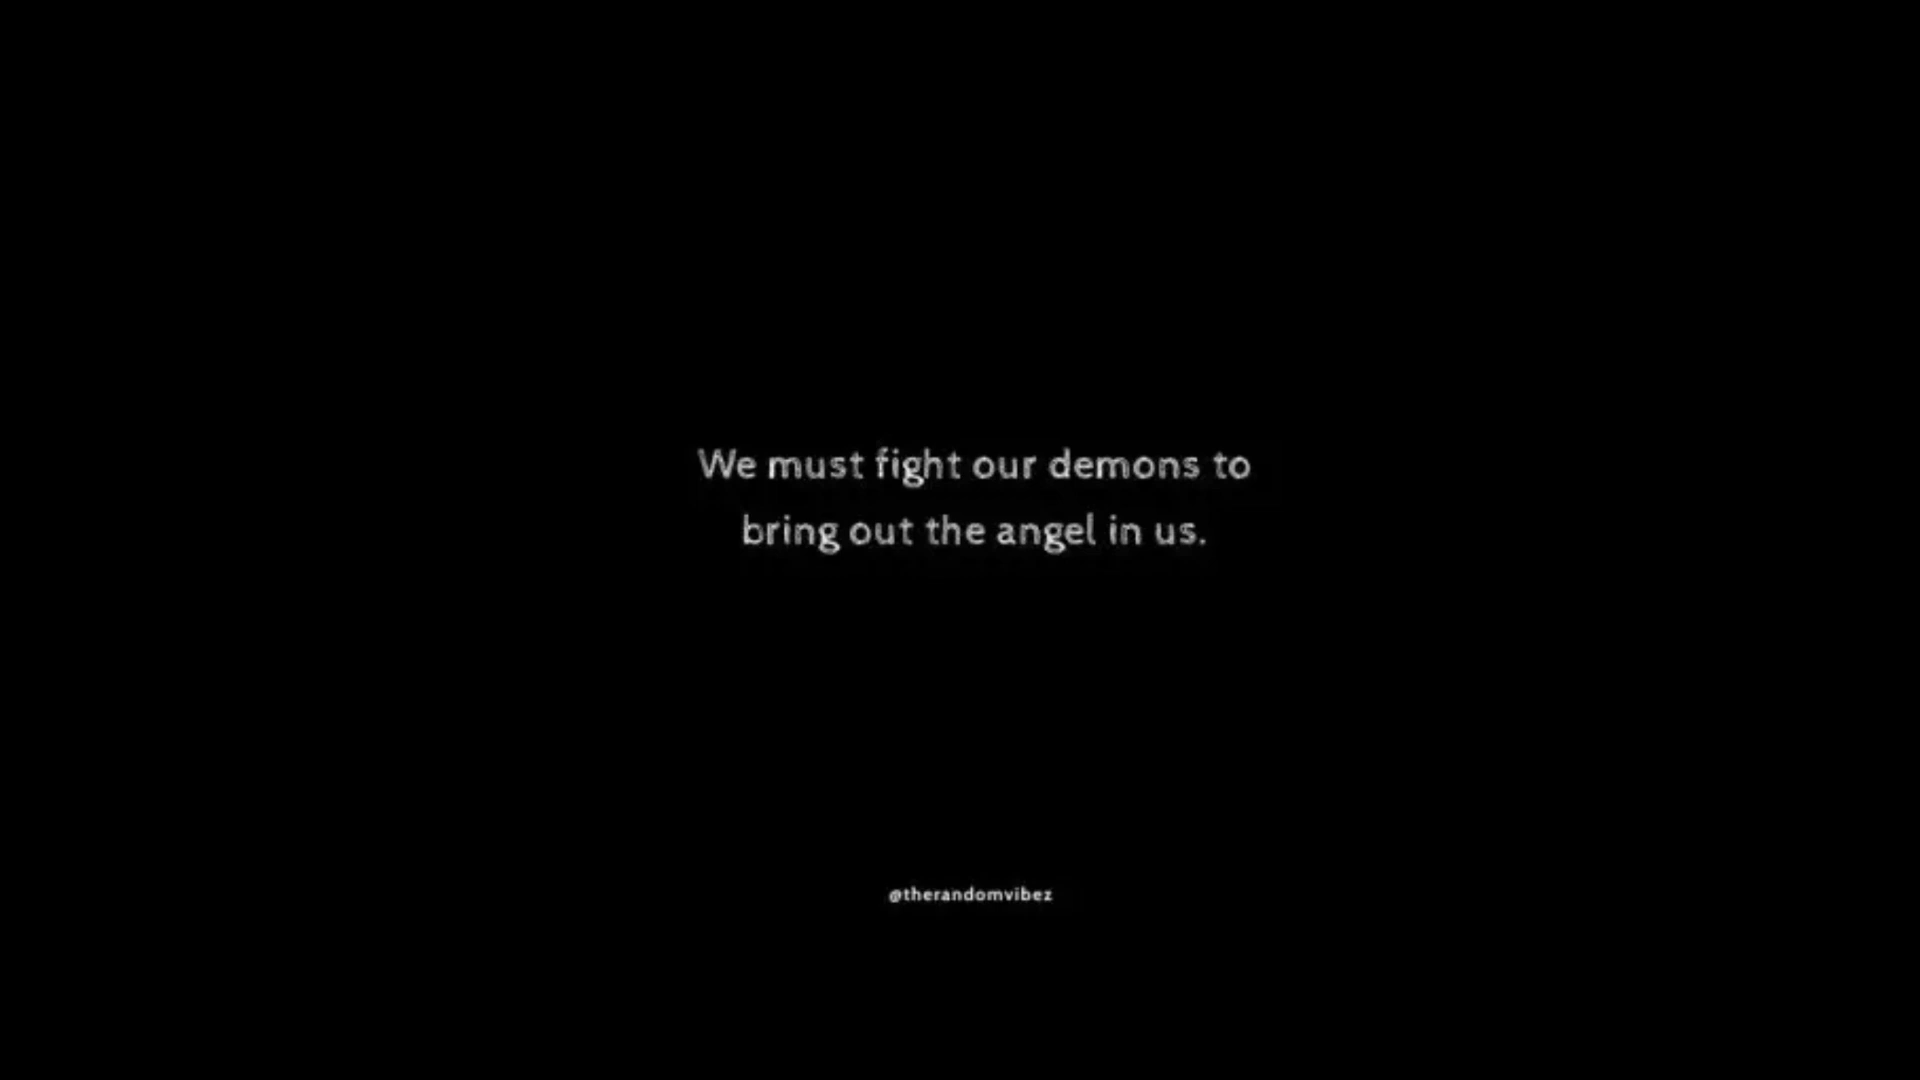 We must fight our demons to
bring out the angel in us.
@therandomvibez